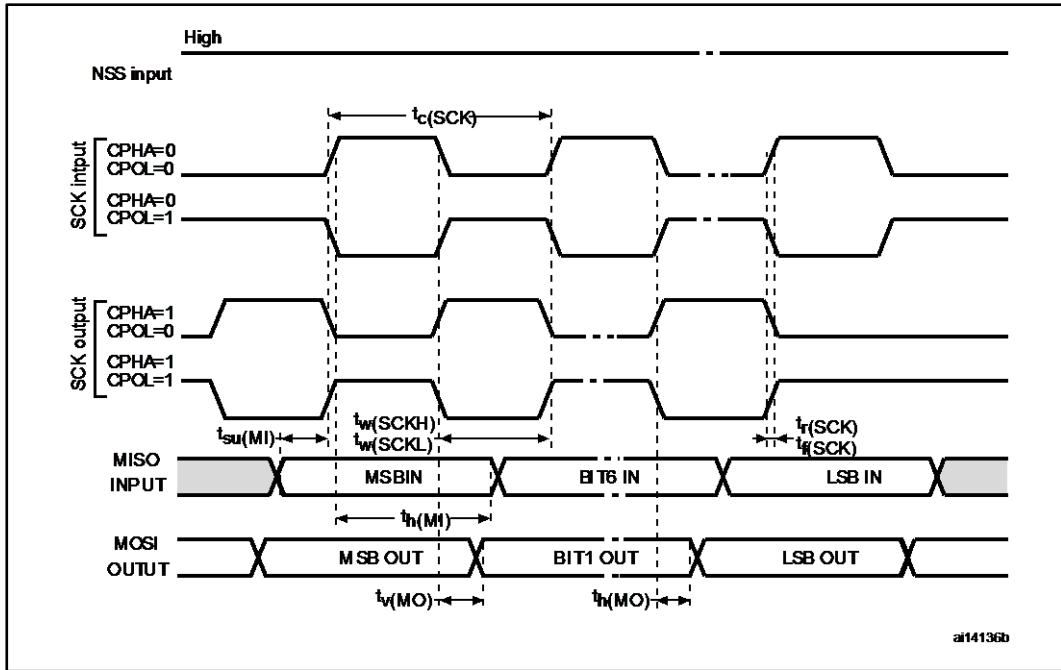 High
NSS input
tc(SCK)
SCK intput
CPHA=0
CPOL=0
CPHA=0
CPOL=1
SCK output
CPHA=1
CPOL=0
CPHA=1
CPOL=1
tsu(MI)
tw(SCKH)
tw(SCKL)
tr(SCK)
tf(SCK)
MISO
INPUT
MSBIN
BIT6 IN
LSB IN
th(MI)
MOSI
OUTUT
MSB OUT
BIT1 OUT
LSB OUT
tv(MO)
th(MO)
ai14136b